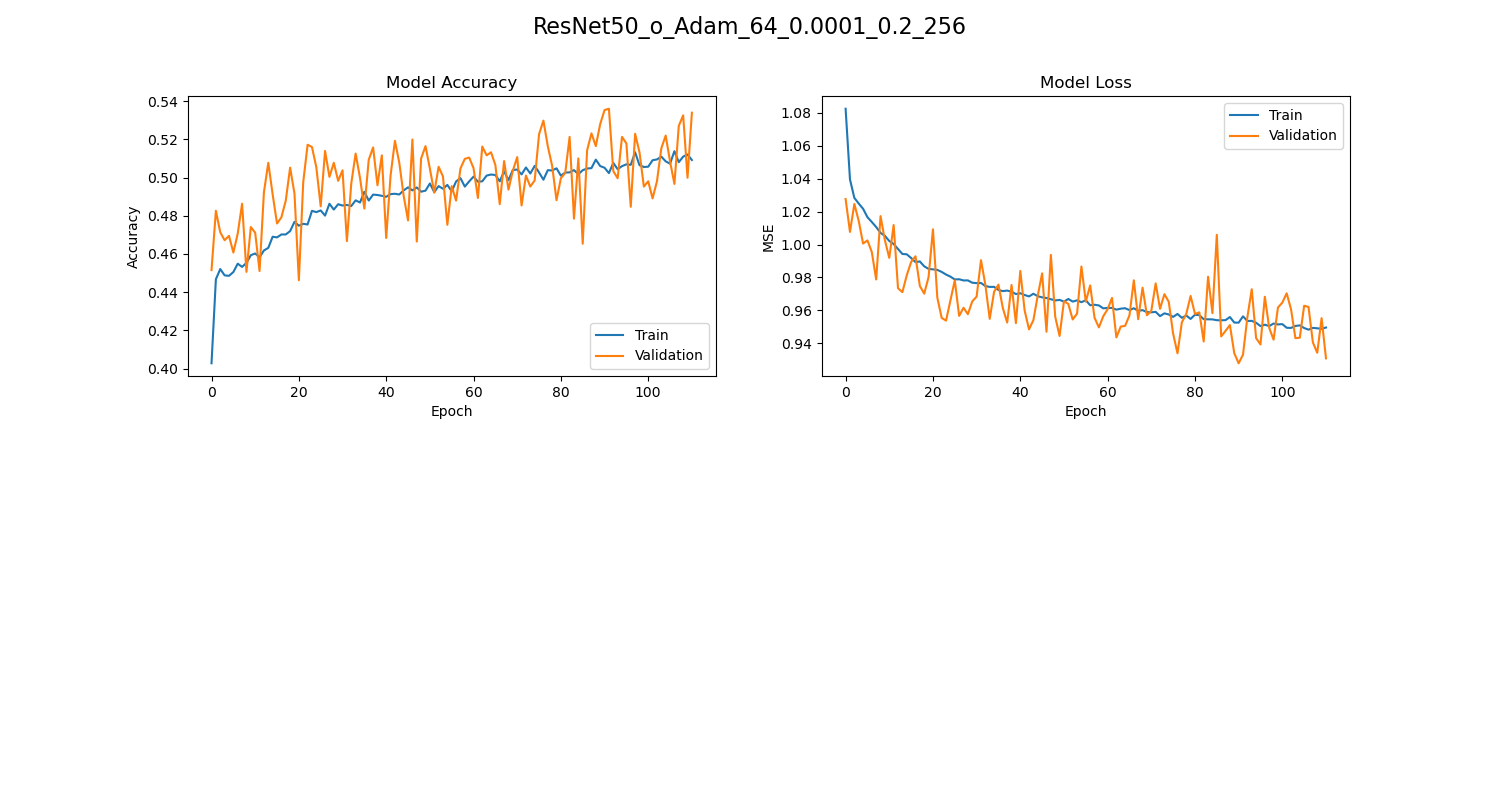 ResNet50_o_Adam_64_0.0001_0.2_256
Model Accuracy
0.54
0.52
0.50
0.48
0.46
0.44
0.42
0.40
Accuracy
Train
Validation
0 20 40 60 80 100
Epoch
Model Loss
1.08
1.06
1.04
1.02
1.00
0.98
0.96
0.94
MSE
Train
Validation
0 20 40 60 80 100
Epoch